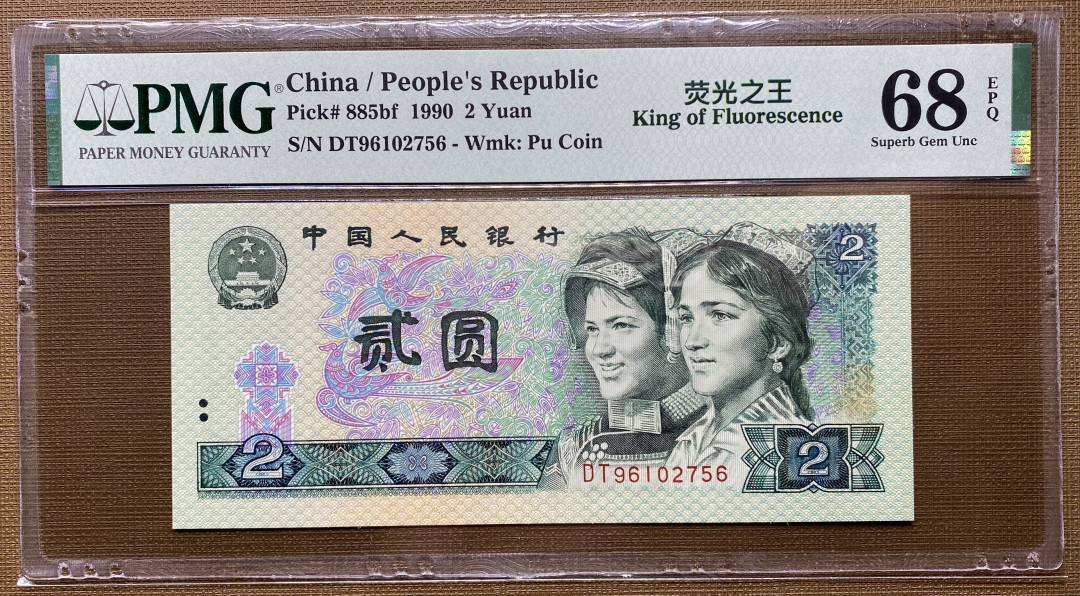 PMG®
PAPER MONEY GUARANTY
China / People's Republic
Pick# 885bf 1990 2 Yuan
S/N DT96102756 - Wmk: Pu Coin
荧光之王
King of Fluorescence
68
EPQ
Superb Gem Unc
中国人民银行
2
贰圆
2
2
DT96102756